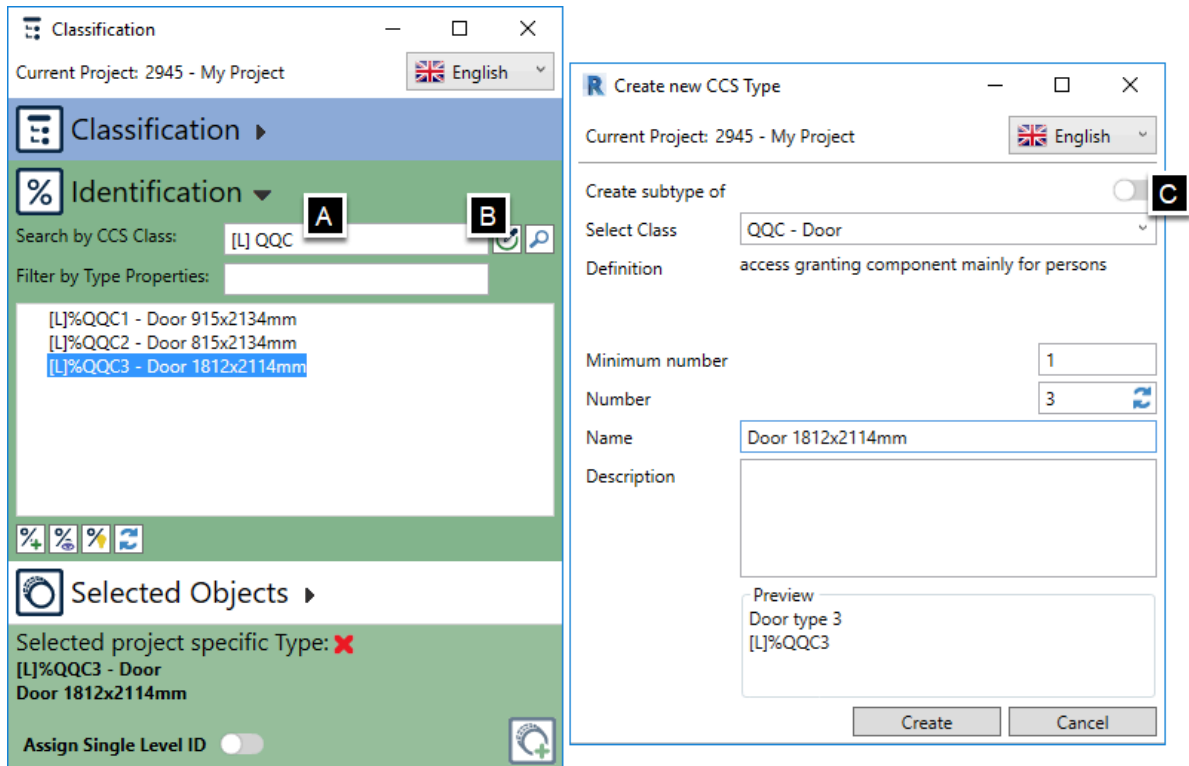 Classification
Current Project: 2945 - My Project
English
Classification
% Identification
A
B
Search by CCS Class:
[L] QQC
Filter by Type Properties:
[L]%QQC1 - Door 915x2134mm
[L]%QQC2 - Door 815x2134mm
[L]%QQC3 - Door 1812x2114mm
Selected Objects
Selected project specific Type:
[L]%QQC3 - Door
Door 1812x2114mm
Assign Single Level ID
R Create new CCS Type
Current Project: 2945 - My Project
English
Create subtype of
C
Select Class
QQC - Door
Definition
access granting component mainly for persons
Minimum number
1
Number
3
Name
Door 1812x2114mm
Description
Preview
Door type 3
[L]%QQC3
Create
Cancel